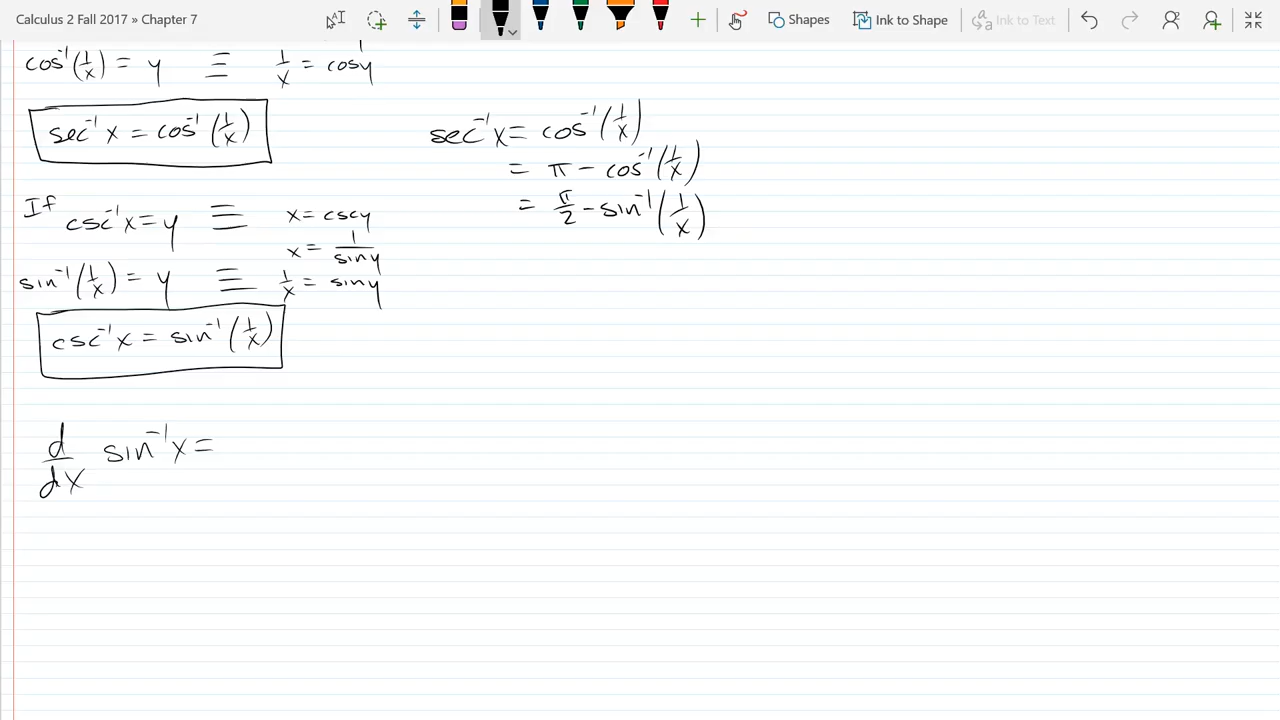 Calculus 2 Fall 2017 » Chapter 7
Shapes
Ink to Shape
Ink to Text
cos⁻¹(1/x) = y ≡ 1/x = cosy
sec⁻¹x = cos⁻¹(1/x)
If csc⁻¹x = y ≡ x = cscy
x = 1/siny
sin⁻¹(1/x) = y ≡ 1/x = siny
csc⁻¹x = sin⁻¹(1/x)
sec⁻¹x = cos⁻¹(1/x)
= π - cos⁻¹(1/x)
= π/2 - sin⁻¹(1/x)
d/dx sin⁻¹x =